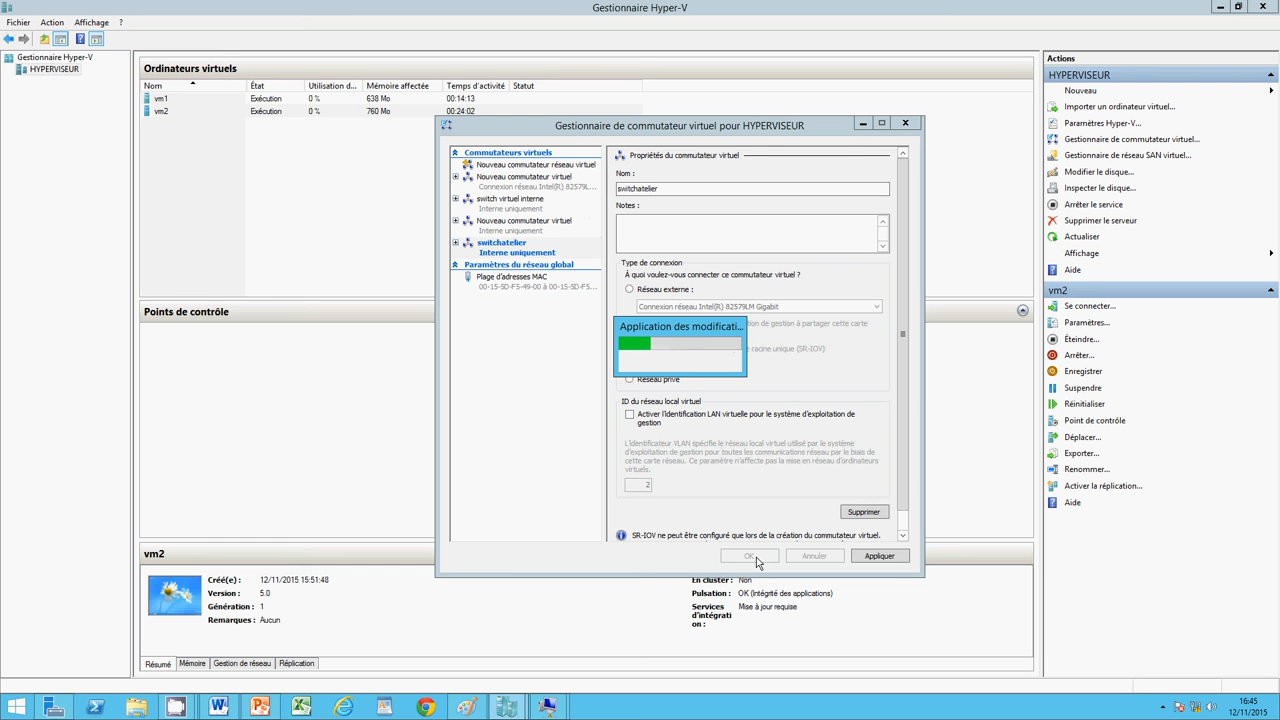 Gestionnaire Hyper-V
Fichier Action Affichage ?
Gestionnaire Hyper-V
HYPERVISEUR
Ordinateurs virtuels
Nom État Utilisation d... Mémoire affectée Temps d'activité Statut
vm1 Exécution 0 % 638 Mo 00:14:13
vm2 Exécution 0 % 760 Mo 00:24:02
Points de contrôle
vm2
Créé(e) : 12/11/2015 15:51:48
Version : 5.0
Génération : 1
Remarques : Aucun
En cluster : Non
Pulsation : OK (Intégrité des applications)
Services d'intégrati on : Mise à jour requise
Résumé Mémoire Gestion de réseau Réplication
Gestionnaire de commutateur virtuel pour HYPERVISEUR
Commutateurs virtuels
Nouveau commutateur réseau virtuel
Nouveau commutateur virtuel
Connexion réseau Intel(R) 82579L...
switch virtuel interne
Interne uniquement
Nouveau commutateur virtuel
Interne uniquement
switchatelier
Interne uniquement
Paramètres du réseau global
Plage d'adresses MAC
00-15-5D-F5-49-00 à 00-15-5D-F5...
Propriétés du commutateur virtuel
Nom :
switchatelier
Notes :
Type de connexion
À quoi voulez-vous connecter ce commutateur virtuel ?
Réseau externe :
Connexion réseau Intel(R) 82579LM Gigabit
tion de gestion à partager cette carte
Application des modificati...
racine unique (SR-IOV)
Réseau privé
ID du réseau local virtuel
Activer l'identification LAN virtuelle pour le système d'exploitation de
gestion
L'identificateur VLAN spécifie le réseau local virtuel utilisé par le système
d'exploitation de gestion pour toutes les communications réseau par le biais de
cette carte réseau. Ce paramètre n'affecte pas la mise en réseau d'ordinateurs
virtuels.
2
Supprimer
SR-IOV ne peut être configuré que lors de la création du commutateur virtuel.
OK Annuler Appliquer
Actions
HYPERVISEUR
Nouveau
Importer un ordinateur virtuel...
Paramètres Hyper-V...
Gestionnaire de commutateur virtuel...
Gestionnaire de réseau SAN virtuel...
Modifier le disque...
Inspecter le disque...
Arrêter le service
Supprimer le serveur
Actualiser
Affichage
Aide
vm2
Se connecter...
Paramètres...
Éteindre...
Arrêter...
Enregistrer
Suspendre
Réinitialiser
Point de contrôle
Déplacer...
Exporter...
Renommer...
Activer la réplication...
Aide
16:45
12/11/2015